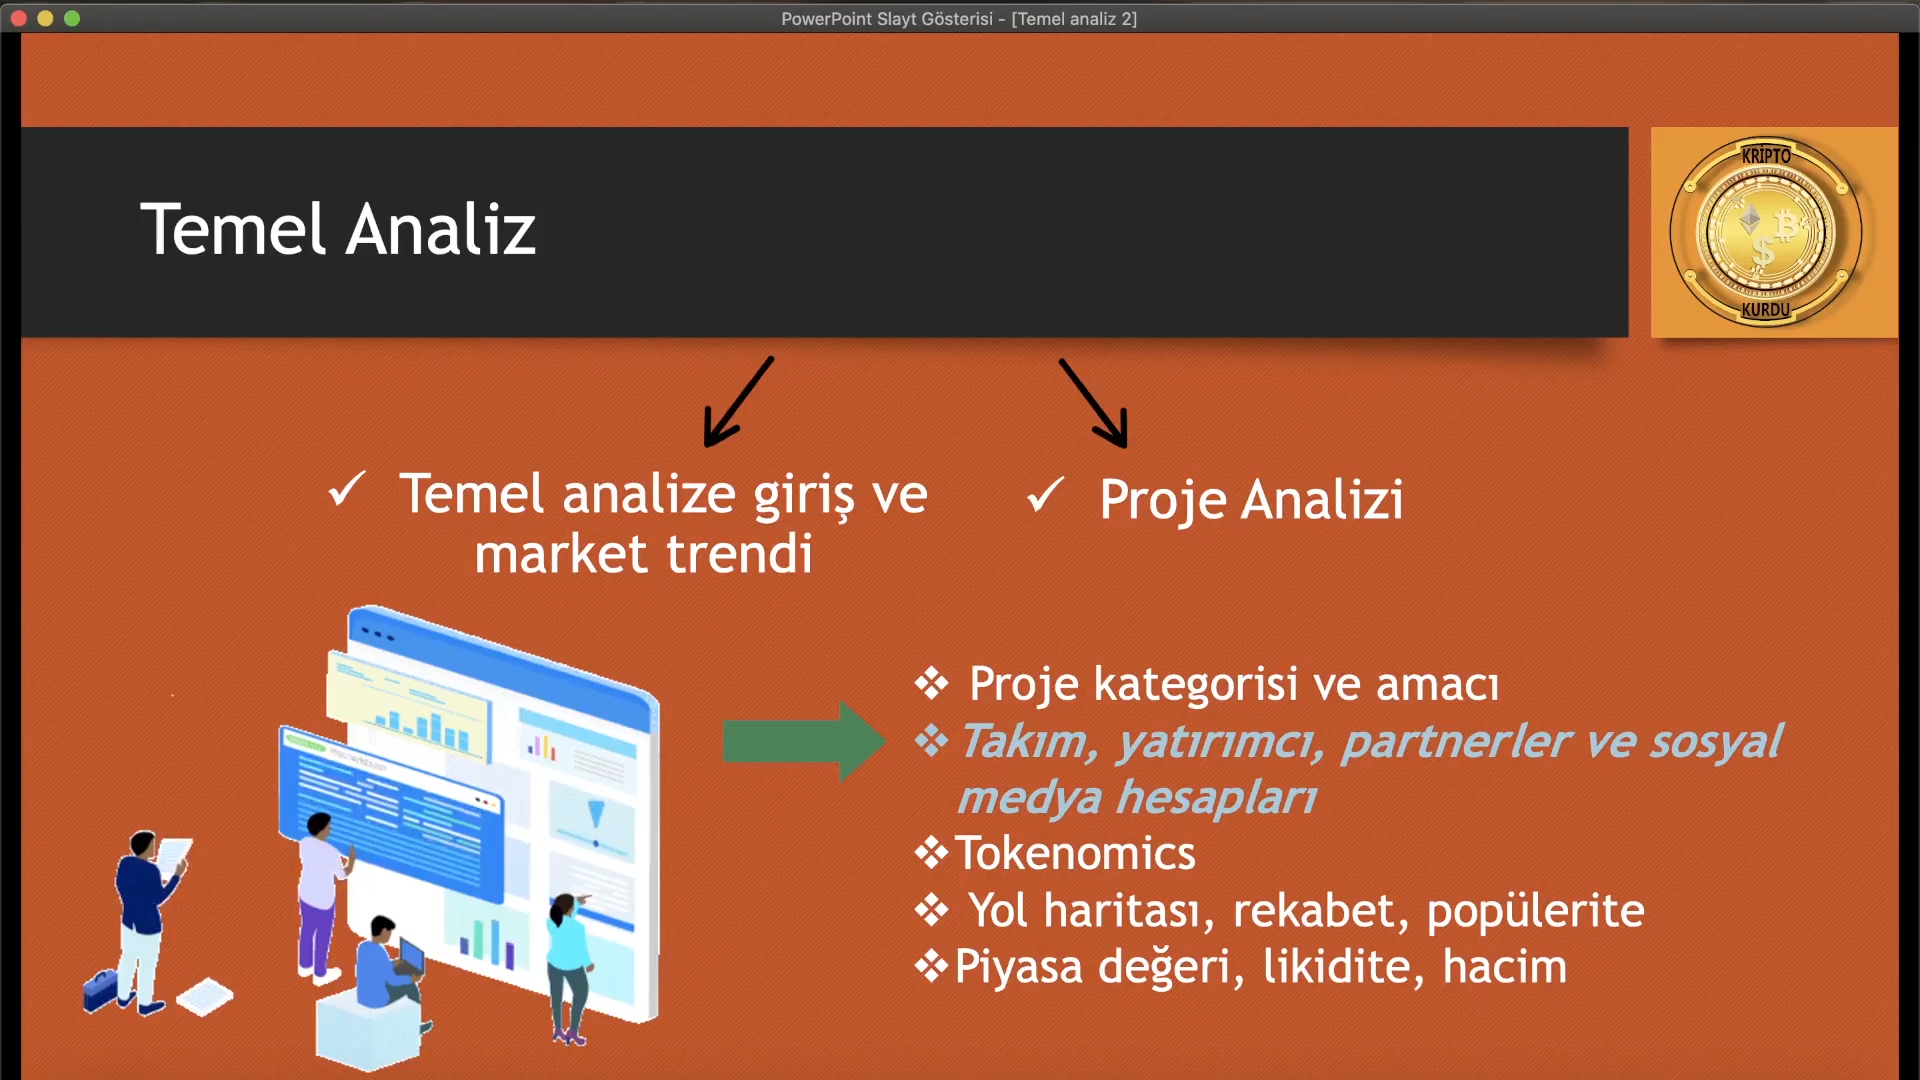 PowerPoint Slayt Gösterisi - [Temel analiz 2]
Temel Analiz
KRİPTO
KURDU
✓ Temel analize giriş ve
market trendi
✓ Proje Analizi
❖ Proje kategorisi ve amacı
❖ Takım, yatırımcı, partnerler ve sosyal
medya hesapları
❖ Tokenomics
❖ Yol haritası, rekabet, popülerite
❖ Piyasa değeri, likidite, hacim